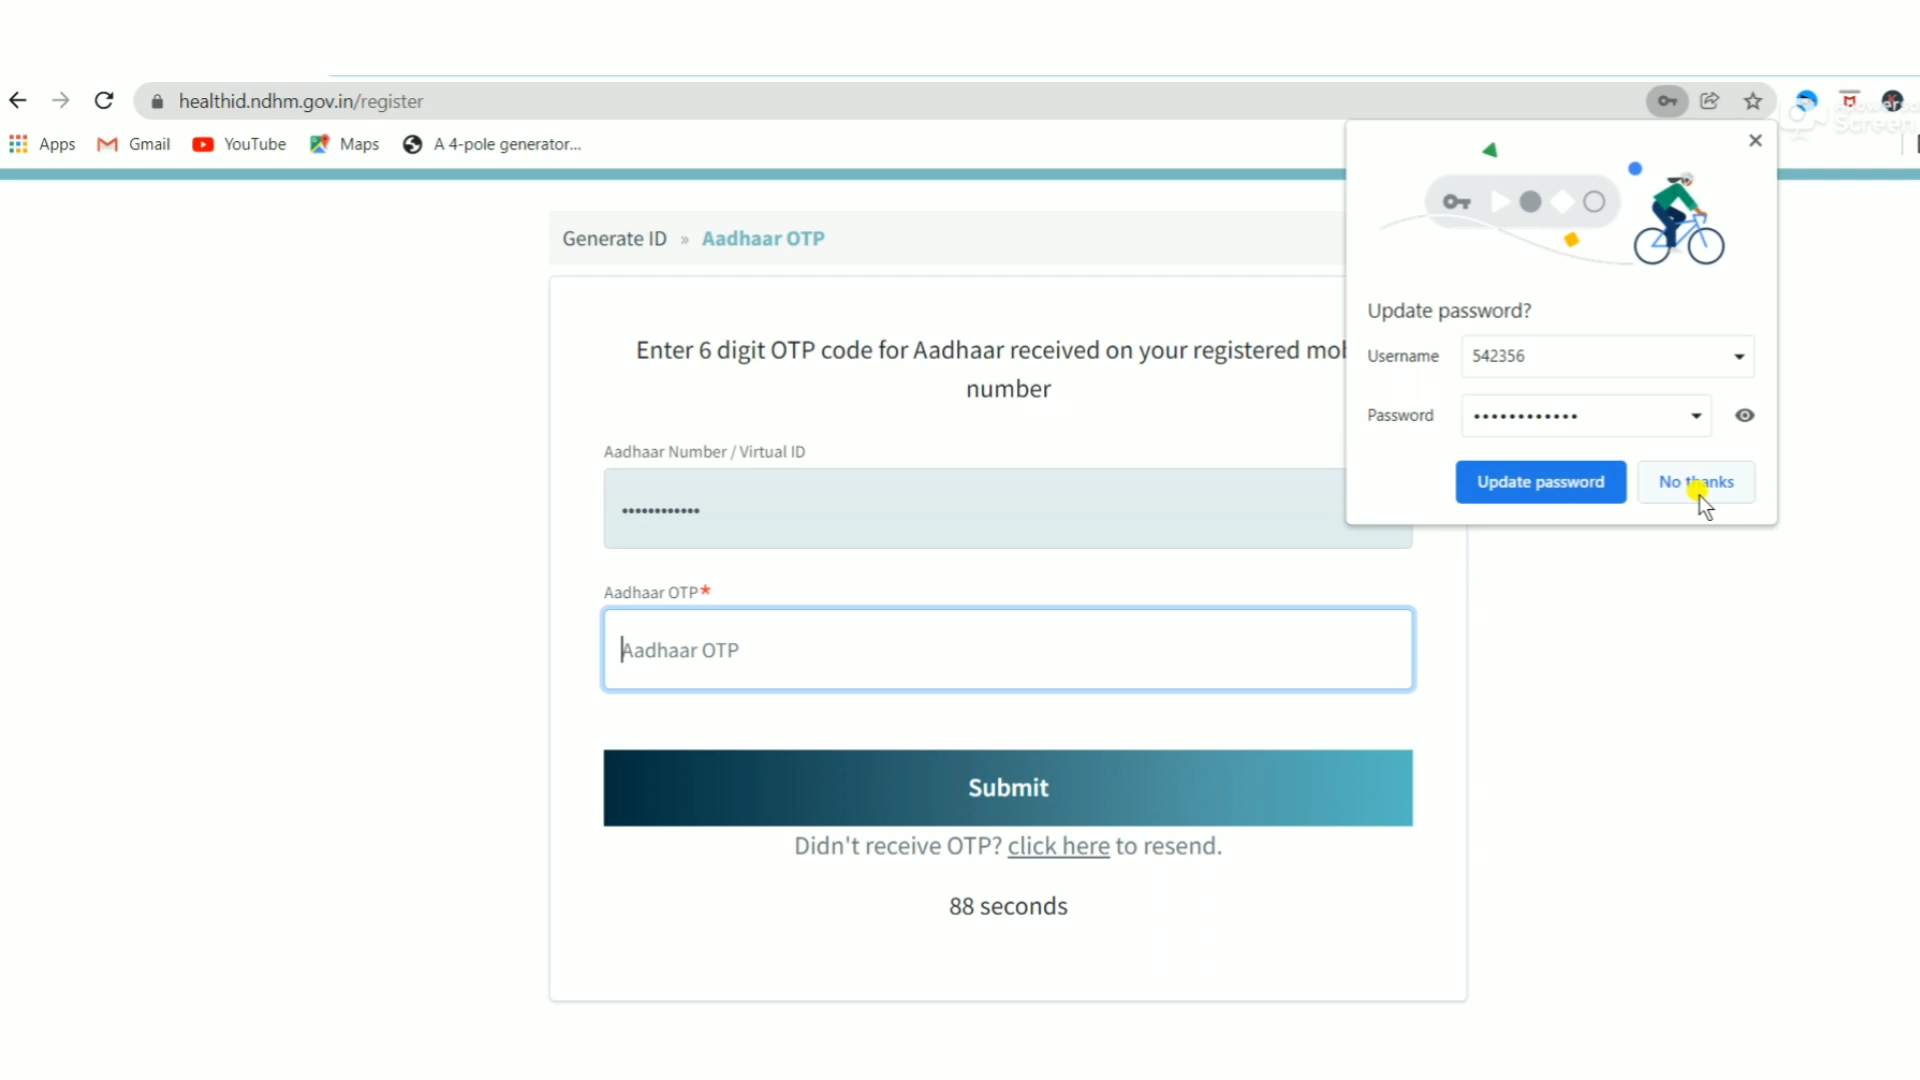 healthid.ndhm.gov.in/register
Apps
Gmail
YouTube
Maps
A 4-pole generator...
Screen
Generate ID » Aadhaar OTP
Update password?
Enter 6 digit OTP code for Aadhaar received on your registered
number
Username 542356
Password ••••••••••••
Update password
No thanks
Aadhaar Number / Virtual ID
••••••••••••
Aadhaar OTP*
Aadhaar OTP
Submit
Didn't receive OTP? click here to resend.
88 seconds